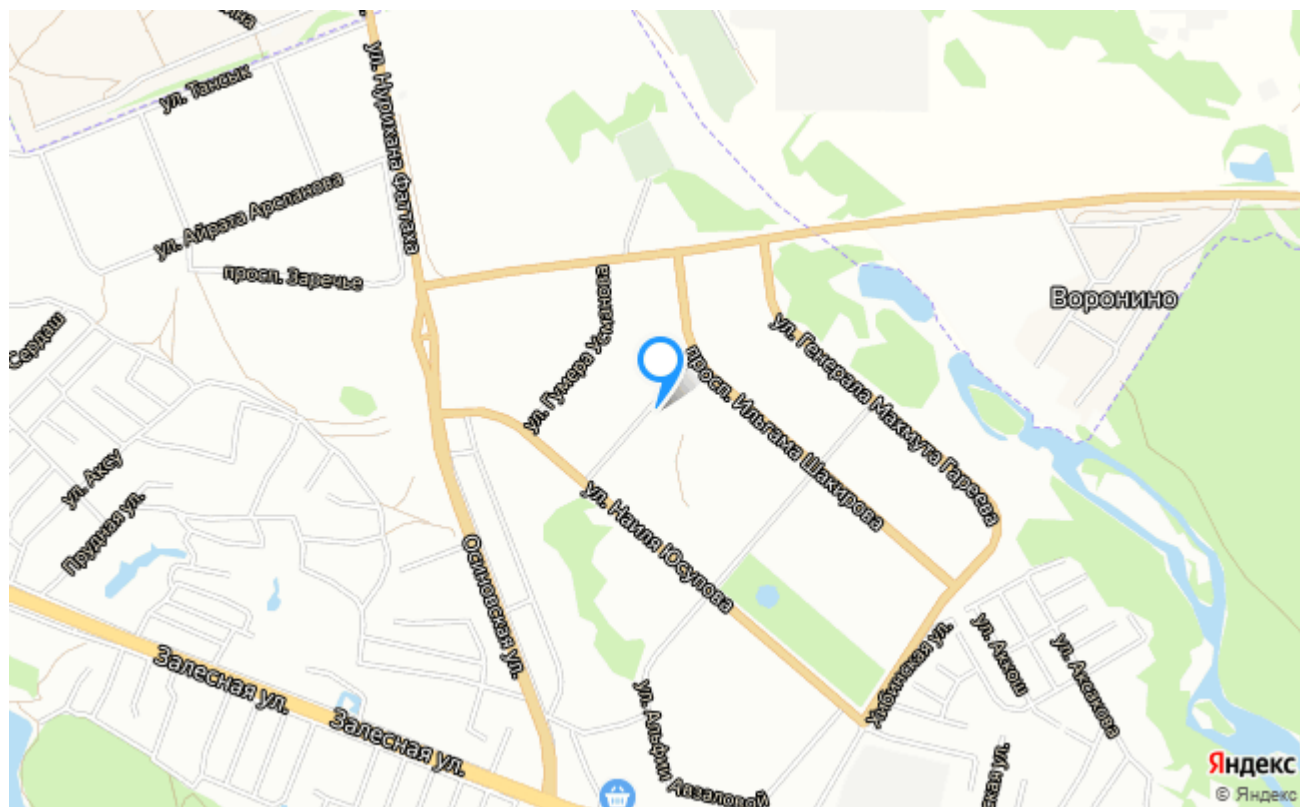 ул. Тансык
ул. Нурихана Фаттаха
ул. Айрата Арсланова
просп. Заречье
ул. Гумера Усманова
Воронино
ул. Генерала Махмута Гареева
просп. Ильгама Шакирова
Сердаш
ул. Аксу
Прудная ул.
ул. Наиля Юсупова
Осиновская ул.
Залесная ул.
Залесная ул.
Хибинская ул.
ул. Аккош
ул. Аксакова
ул. Альфии Авзаловой
Яндекс
© Яндекс